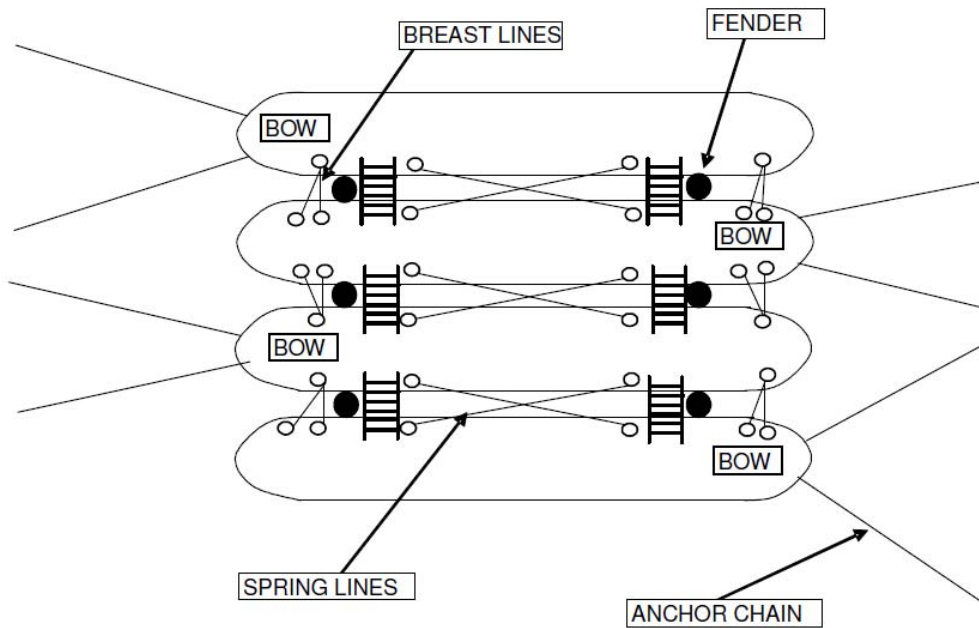 BREAST LINES
FENDER
BOW
BOW
BOW
BOW
SPRING LINES
ANCHOR CHAIN